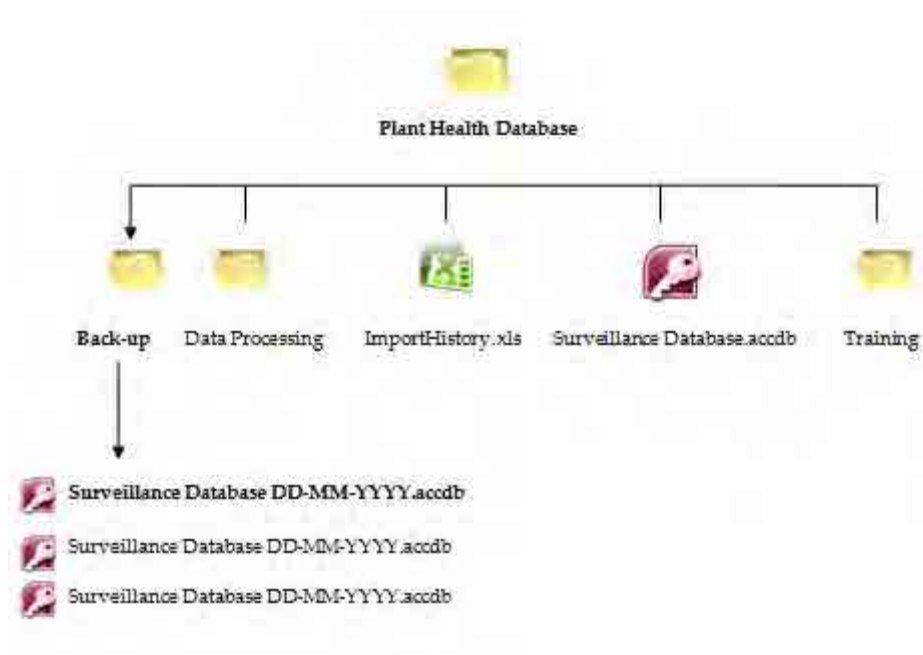 Plant Health Database
Back-up
Data Processing
ImportHistory.xls
Surveillance Database.accdb
Training
Surveillance Database DD-MM-YYYY.accdb
Surveillance Database DD-MM-YYYY.accdb
Surveillance Database DD-MM-YYYY.accdb